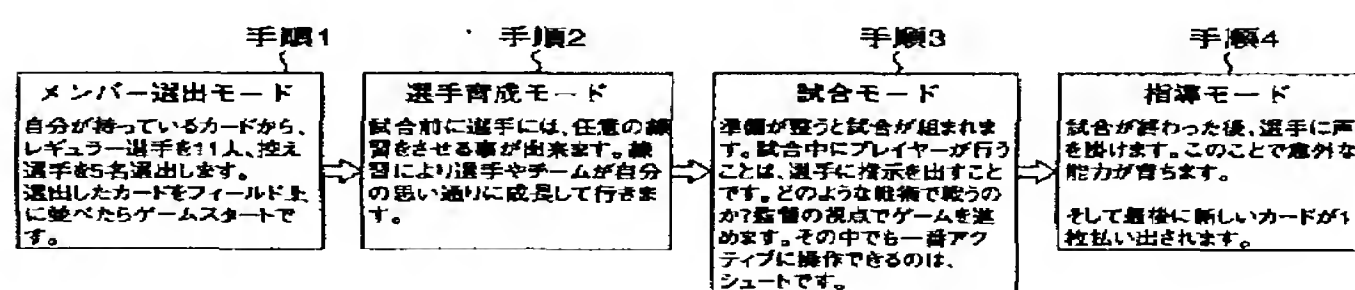 手順1
メンバー選出モード
自分が持っているカードから、
レギュラー選手を11人、控え
選手を5名選出します。
選出したカードをフィールド上
に並べたらゲームスタートで
す。
手順2
選手育成モード
試合前に選手には、任意の練
習をさせる事が出来ます。練
習により選手やチームが自分
の思い通りに成長して行きま
す。
手順3
試合モード
準備が整うと試合が組まれま
す。試合中にプレイヤーが行う
ことは、選手に指示を出すこと
です。どのような戦術で戦うの
か?監督の視点でゲームを進
めます。その中でも一番アク
ティブに操作できるのは、
シュートです。
手順4
指導モード
試合が終わった後、選手に声
を掛けます。このことで意外な
能力が育ちます。
そして最後に新しいカードが1
枚払い出されます。